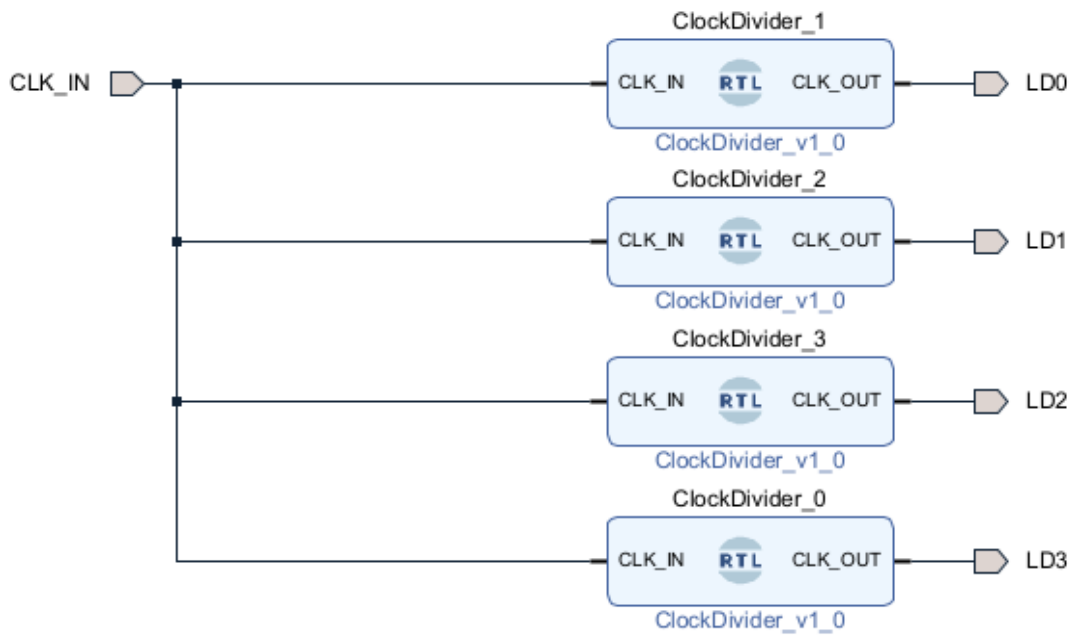 ClockDivider_1
CLK_IN CLK_IN RTL CLK_OUT LD0
ClockDivider_v1_0
ClockDivider_2
CLK_IN RTL CLK_OUT LD1
ClockDivider_v1_0
ClockDivider_3
CLK_IN RTL CLK_OUT LD2
ClockDivider_v1_0
ClockDivider_0
CLK_IN RTL CLK_OUT LD3
ClockDivider_v1_0